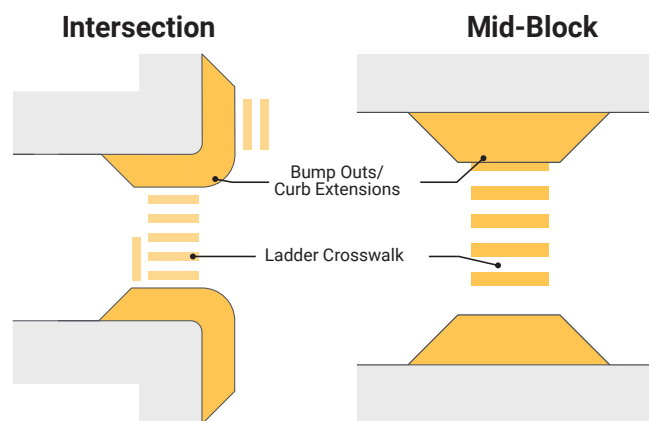 Intersection
Mid-Block
Bump Outs/
Curb Extensions
Ladder Crosswalk